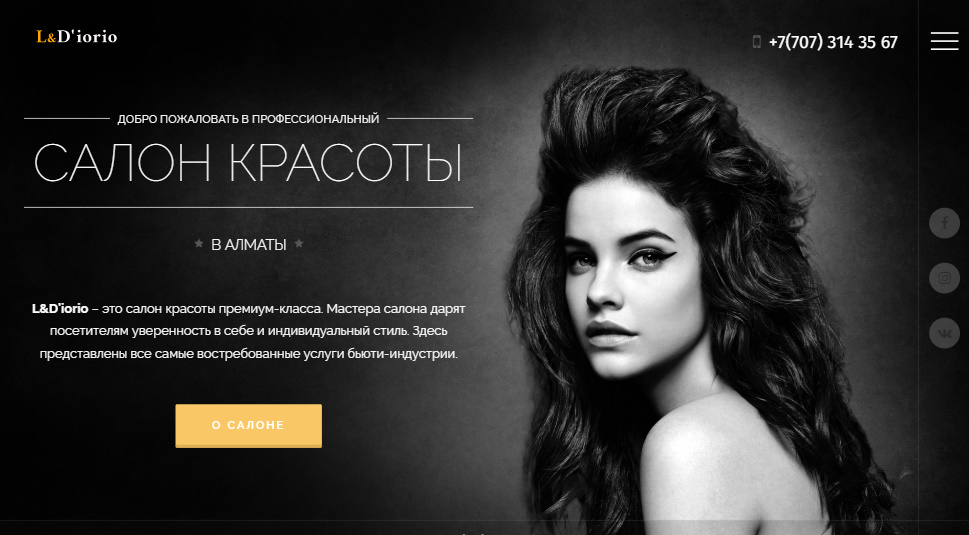 L&D'iorio
+7(707) 314 35 67
ДОБРО ПОЖАЛОВАТЬ В ПРОФЕССИОНАЛЬНЫЙ
САЛОН КРАСОТЫ
В АЛМАТЫ
L&D'iorio – это салон красоты премиум-класса. Мастера салона дарят
посетителям уверенность в себе и индивидуальный стиль. Здесь
представлены все самые востребованные услуги бьюти-индустрии.
О САЛОНЕ